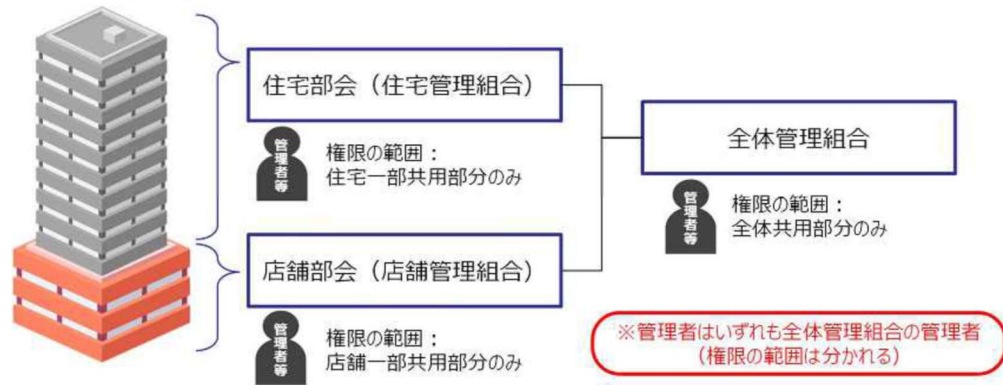 住宅部会（住宅管理組合）
管理者等
権限の範囲：
住宅一部共用部分のみ
全体管理組合
管理者等
権限の範囲：
全体共用部分のみ
店舗部会（店舗管理組合）
管理者等
権限の範囲：
店舗一部共用部分のみ
※管理者はいずれも全体管理組合の管理者
（権限の範囲は分かれる）